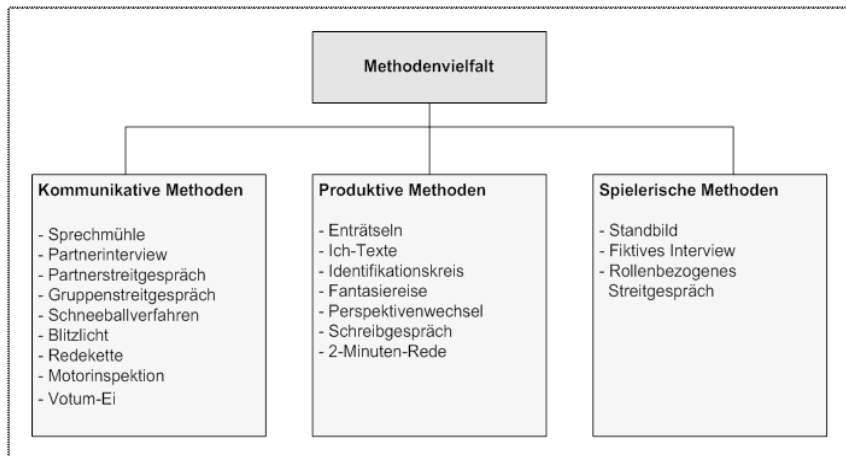 Methodenvielfalt
Kommunikative Methoden
- Sprechmühle
- Partnerinterview
- Partnerstreitgespräch
- Gruppenstreitgespräch
- Schneeballverfahren
- Blitzlicht
- Redekette
- Motorinspektion
- Votum-Ei
Produktive Methoden
- Enträtseln
- Ich-Texte
- Identifikationskreis
- Fantasiereise
- Perspektivenwechsel
- Schreibgespräch
- 2-Minuten-Rede
Spielerische Methoden
- Standbild
- Fiktives Interview
- Rollenbezogenes
Streitgespräch